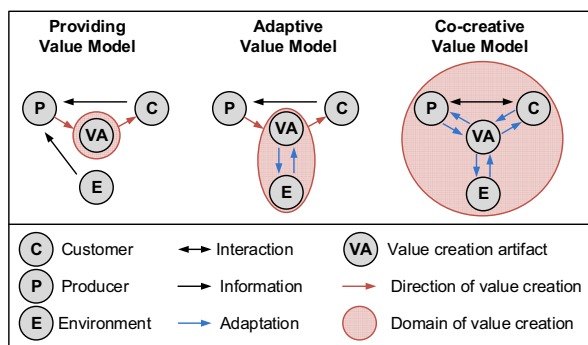 Providing
Value Model
Adaptive
Value Model
Co-creative
Value Model
P
C
VA
E
P
C
VA
E
P
C
VA
E
C Customer
Interaction
VA Value creation artifact
P Producer
Information
Direction of value creation
E Environment
Adaptation
Domain of value creation